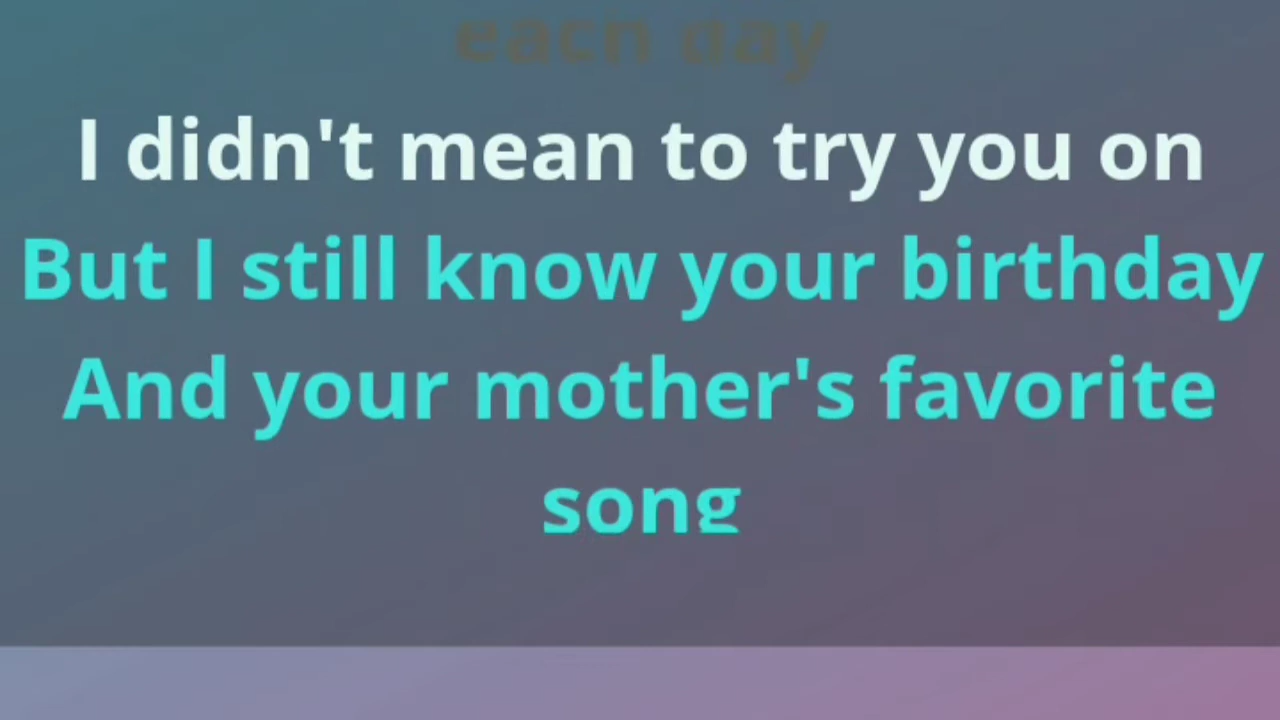 each day
I didn't mean to try you on
But I still know your birthday
And your mother's favorite
song